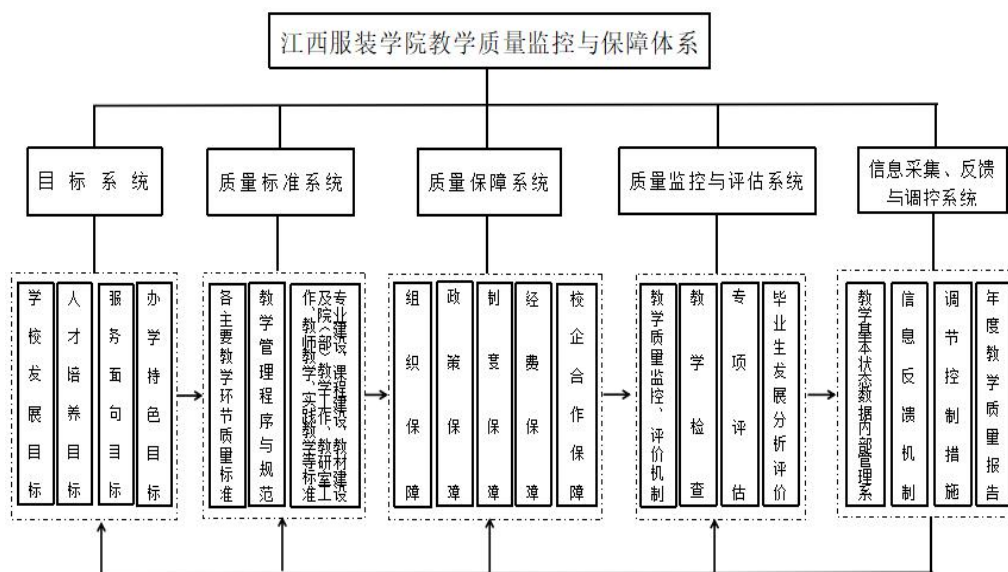 江西服装学院教学质量监控与保障体系
目标系统
质量标准系统
质量保障系统
质量监控与评估系统
信息采集、反馈
与调控系统
学校发展目标
人才培养目标
服务面句目标
办学持色目标
各主要教学环节质量标准
教学管理程序与规范
专业建设、课程建设、教材建设
及院（部）教学工作、教研室工
作、教师教学、实践教学等标准
组织保障
政策保障
制度保障
经费保障
校企合作保障
教学质量监控、评价机制
教学检查
专项评估
毕业生发展分析评价
教学基本状态数据内部管理系
信息反馈机制
调节控制措施
年度教学质量报告